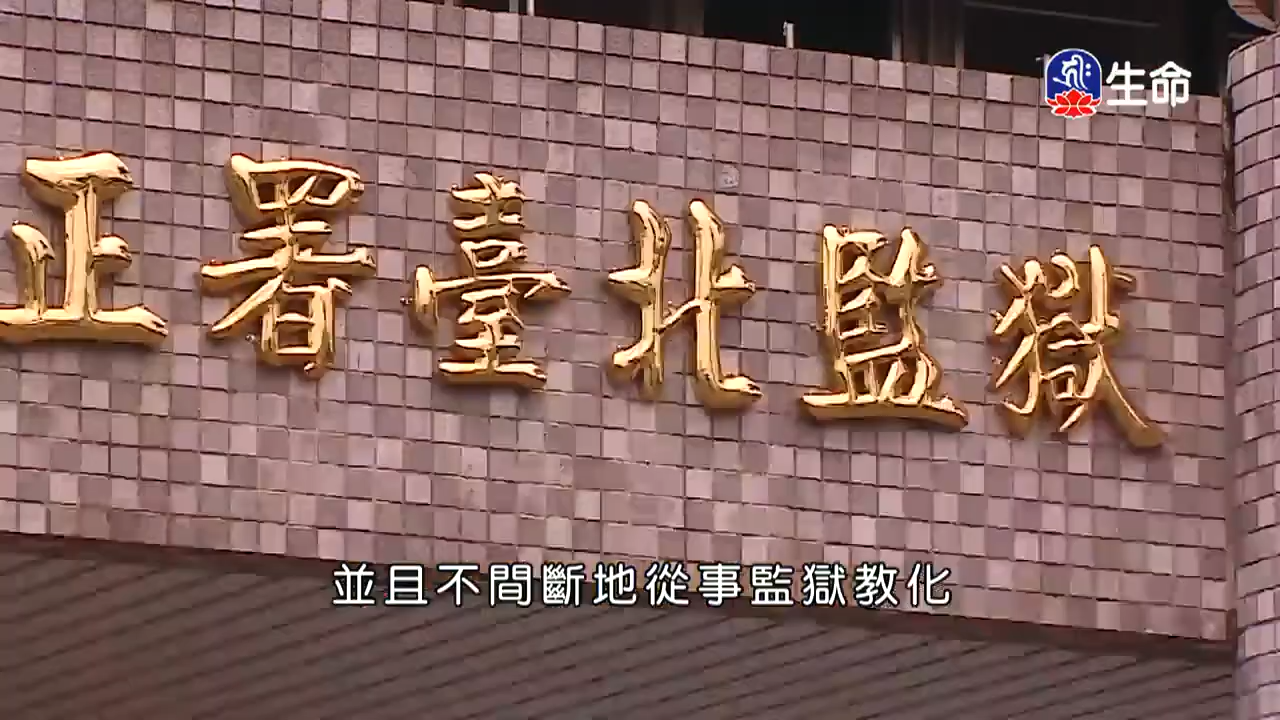 生命
正署臺北監獄
並且不間斷地從事監獄教化